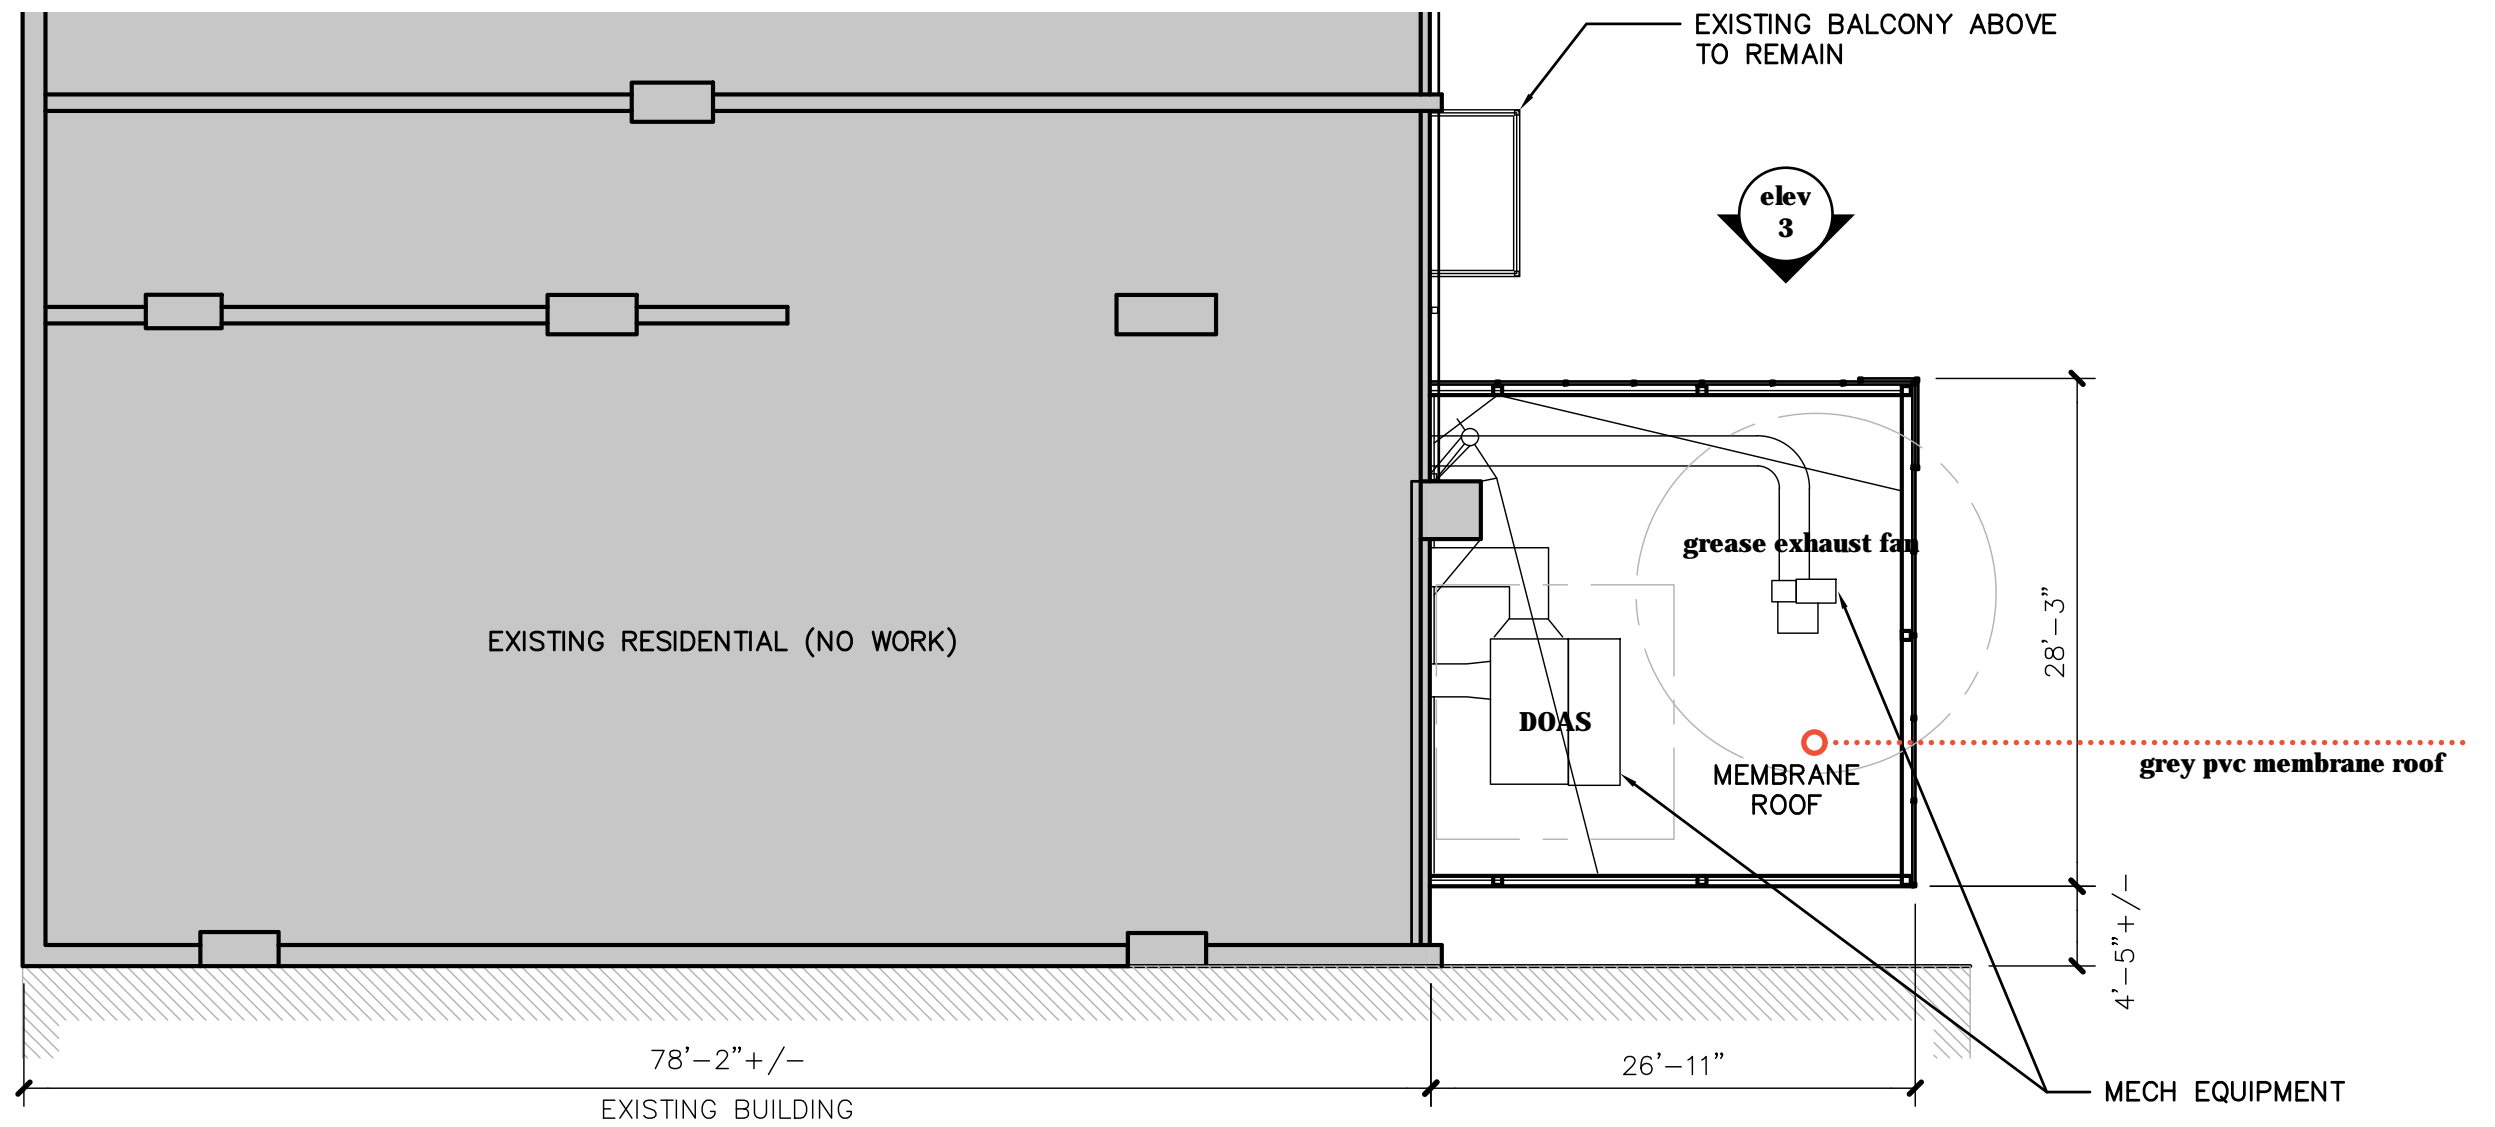 EXISTING BALCONY ABOVE
TO REMAIN
elev
3
grease exhaust fan
28'-3"
EXISTING RESIDENTIAL (NO WORK)
DOAS
grey pvc membrane roof
MEMBRANE
ROOF
4'-5"+/-
78'-2"+/-
26'-11"
EXISTING BUILDING
MECH EQUIPMENT